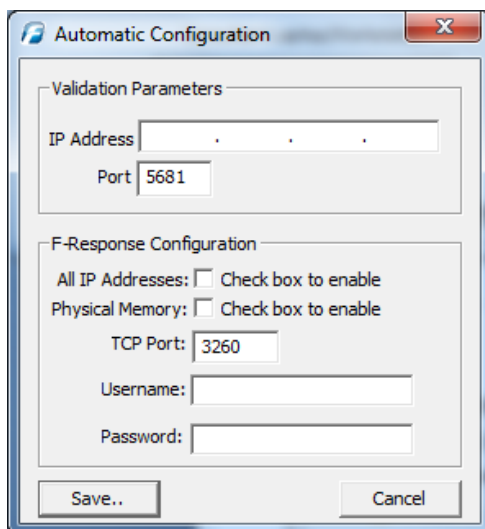 Automatic Configuration
Validation Parameters
IP Address . . .
Port 5681
F-Response Configuration
All IP Addresses: Check box to enable
Physical Memory: Check box to enable
TCP Port: 3260
Username:
Password:
Save.. Cancel